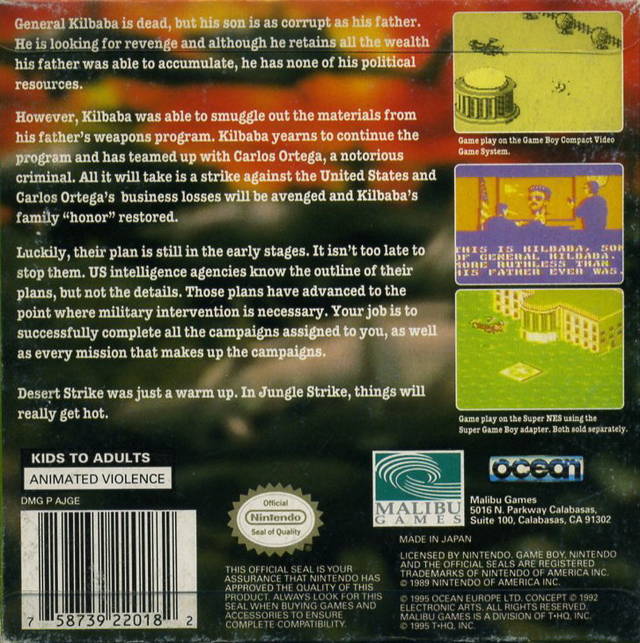 General Kilbaba is dead, but his son is as corrupt as his father.
He is looking for revenge and although he retains all the wealth
his father was able to accumulate, he has none of his political
resources.
However, Kilbaba was able to smuggle out the materials from
his father's weapons program. Kilbaba yearns to continue the
program and has teamed up with Carlos Ortega, a notorious
criminal. All it will take is a strike against the United States and
Carlos Ortega's business losses will be avenged and Kilbaba's
family “honor” restored.
Luckily, their plan is still in the early stages. It isn't too late to
stop them. US intelligence agencies know the outline of their
plans, but not the details. Those plans have advanced to the
point where military intervention is necessary. Your job is to
successfully complete all the campaigns assigned to you, as well
as every mission that makes up the campaigns.
Desert Strike was just a warm up. In Jungle Strike, things will
really get hot.
Game play on the Game Boy Compact Video
Game System.
THIS IS KILBABA. SON
OF GENERAL KILBABA.
MORE RUTHLESS THAN
HIS FATHER EVER WAS.
Game play on the Super NES using the
Super Game Boy adapter. Both sold separately.
KIDS TO ADULTS
ANIMATED VIOLENCE
DMG P AJGE
7 58739 22018 2
Official
Nintendo
Seal of Quality
THIS OFFICIAL SEAL IS YOUR
ASSURANCE THAT NINTENDO HAS
APPROVED THE QUALITY OF THIS
PRODUCT. ALWAYS LOOK FOR THIS
SEAL WHEN BUYING GAMES AND
ACCESSORIES TO ENSURE
COMPLETE COMPATIBILITY.
MALIBU
GAMES
ocean
Malibu Games
5016 N. Parkway Calabasas,
Suite 100, Calabasas, CA 91302
MADE IN JAPAN
LICENSED BY NINTENDO. GAME BOY, NINTENDO
AND THE OFFICIAL SEALS ARE REGISTERED
TRADEMARKS OF NINTENDO OF AMERICA INC.
© 1989 NINTENDO OF AMERICA INC.
© 1995 OCEAN EUROPE LTD. CONCEPT © 1992
ELECTRONIC ARTS. ALL RIGHTS RESERVED.
MALIBU GAMES IS A DIVISION OF T•HQ, INC.
© 1995 T•HQ, INC.